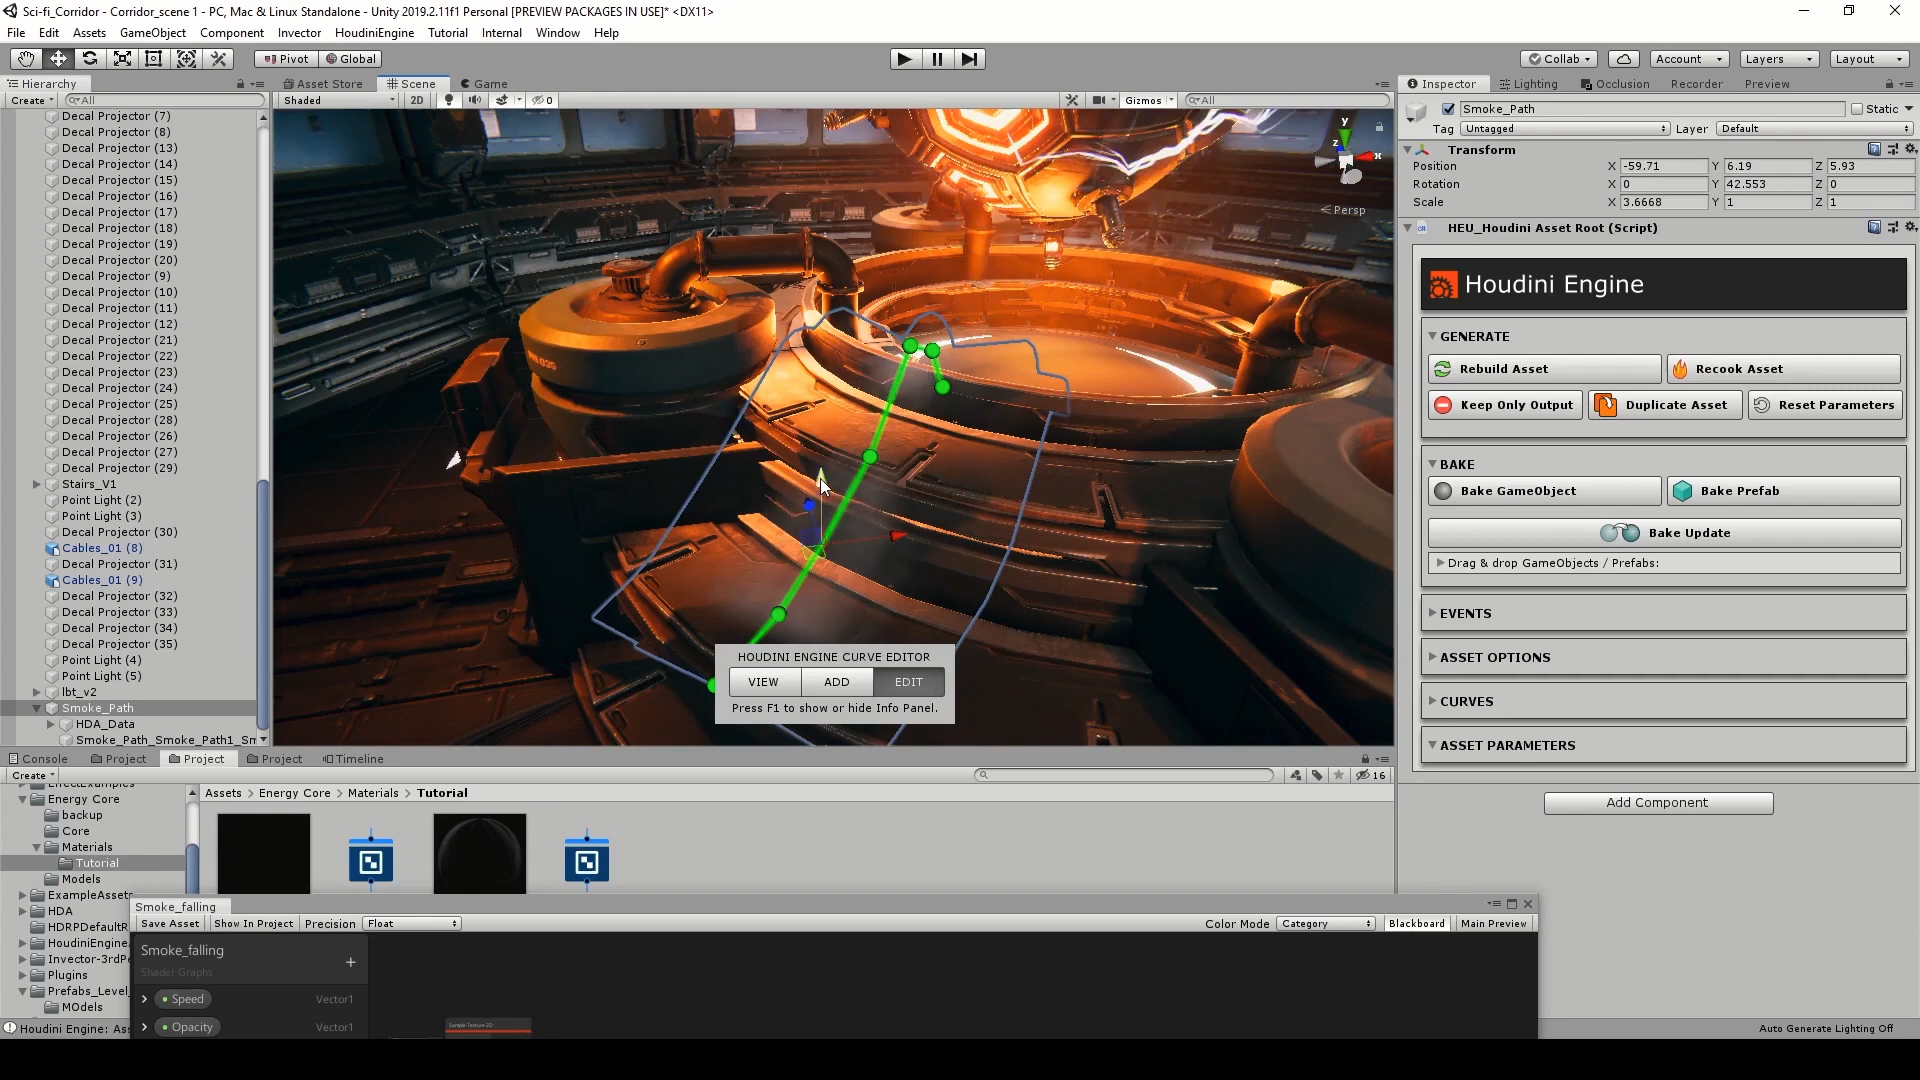 Sci-fi_Corridor - Corridor_scene 1 - PC, Mac & Linux Standalone - Unity 2019.2.11f1 Personal [PREVIEW PACKAGES IN USE]* <DX11>
File Edit Assets GameObject Component Invector HoudiniEngine Tutorial Internal Window Help
Pivot Global Collab Account Layers Layout
Hierarchy Asset Store Scene Game Inspector Lighting Occlusion Recorder Preview
Create All Shaded 2D 0 Gizmos All
Decal Projector (7)
Decal Projector (8)
Decal Projector (13)
Decal Projector (14)
Decal Projector (15)
Decal Projector (16)
Decal Projector (17)
Decal Projector (18)
Decal Projector (19)
Decal Projector (20)
Decal Projector (9)
Decal Projector (10)
Decal Projector (11)
Decal Projector (12)
Decal Projector (21)
Decal Projector (22)
Decal Projector (23)
Decal Projector (24)
Decal Projector (25)
Decal Projector (28)
Decal Projector (26)
Decal Projector (27)
Decal Projector (29)
Stairs_V1
Point Light (2)
Point Light (3)
Decal Projector (30)
Cables_01 (8)
Decal Projector (31)
Cables_01 (9)
Decal Projector (32)
Decal Projector (33)
Decal Projector (34)
Decal Projector (35)
Point Light (4)
Point Light (5)
lbt_v2
Smoke_Path
HDA_Data
Smoke_Path_Smoke_Path1_Sm
y
z
x
Persp
HOUDINI ENGINE CURVE EDITOR
VIEW ADD EDIT
Press F1 to show or hide Info Panel.
Smoke_Path Static
Tag Untagged Layer Default
Transform
Position X -59.71 Y 6.19 Z 5.93
Rotation X 0 Y 42.553 Z 0
Scale X 3.6668 Y 1 Z 1
HEU_Houdini Asset Root (Script)
Houdini Engine
GENERATE
Rebuild Asset Recook Asset
Keep Only Output Duplicate Asset Reset Parameters
BAKE
Bake GameObject Bake Prefab
Bake Update
Drag & drop GameObjects / Prefabs:
EVENTS
ASSET OPTIONS
CURVES
ASSET PARAMETERS
Add Component
Console Project Project Project Timeline
Create 16
Energy Core
backup
Core
Materials
Tutorial
Models
ExampleAssets
HDA
HDRPDefaultR
HoudiniEngine
Invector-3rdPe
Plugins
Prefabs_Level_
MOdels
Assets > Energy Core > Materials > Tutorial
Smoke_falling
Save Asset Show In Project Precision Float Color Mode Category Blackboard Main Preview
Smoke_falling
Shader Graphs
Speed Vector1
Opacity Vector1
Sample Texture 2D
Houdini Engine: Ass
Auto Generate Lighting Off